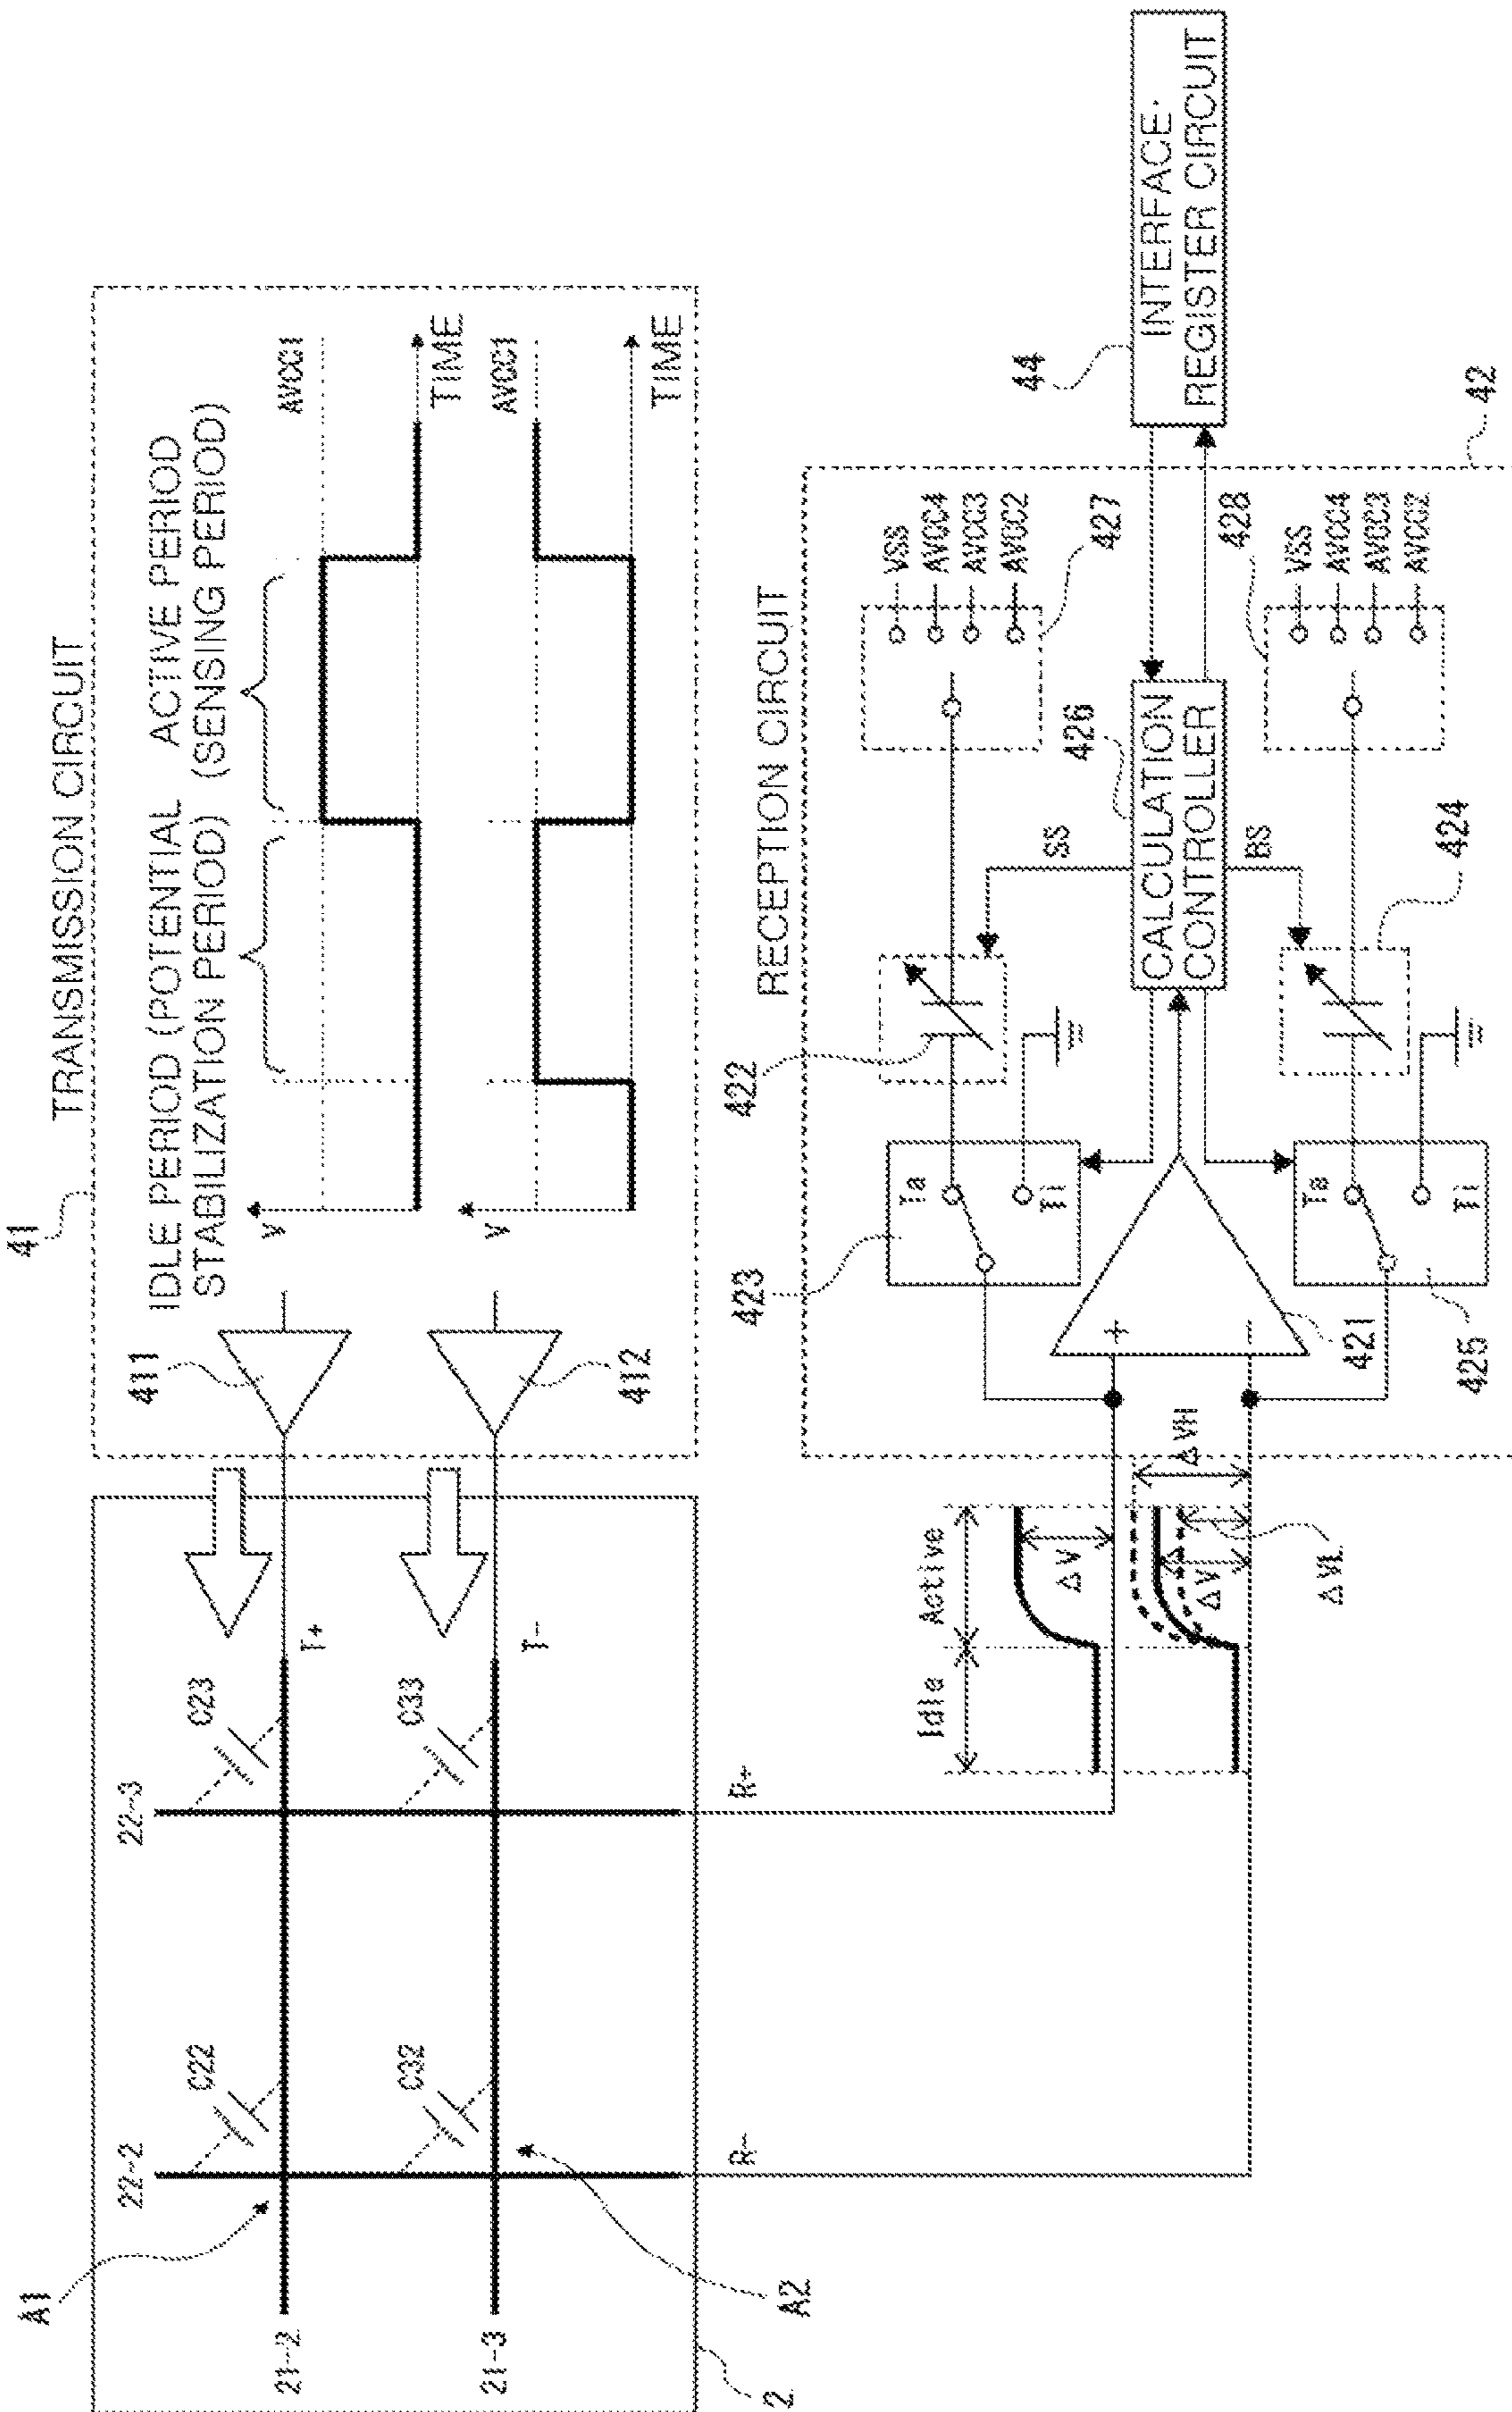 TRANSMISSION CIRCUIT
41
IDLE PERIOD (POTENTIAL STABILIZATION PERIOD)
ACTIVE PERIOD (SENSING PERIOD)
V
AVCC1
TIME
V
AVCC1
TIME
411
412
A1
22-2
22-3
C22
C23
T+
21-2
C32
C33
T-
21-3
A2
2
R-
R+
Idle
Active
ΔV
ΔV
ΔVH
ΔVL
RECEPTION CIRCUIT
423
Ta
Ti
422
VSS
AVCC4
AVCC3
AVCC2
427
SS
421
+
-
CALCULATION
CONTROLLER
426
BS
INTERFACE·
REGISTER CIRCUIT
44
425
Ta
Ti
424
428
VSS
AVCC4
AVCC3
AVCC2
42